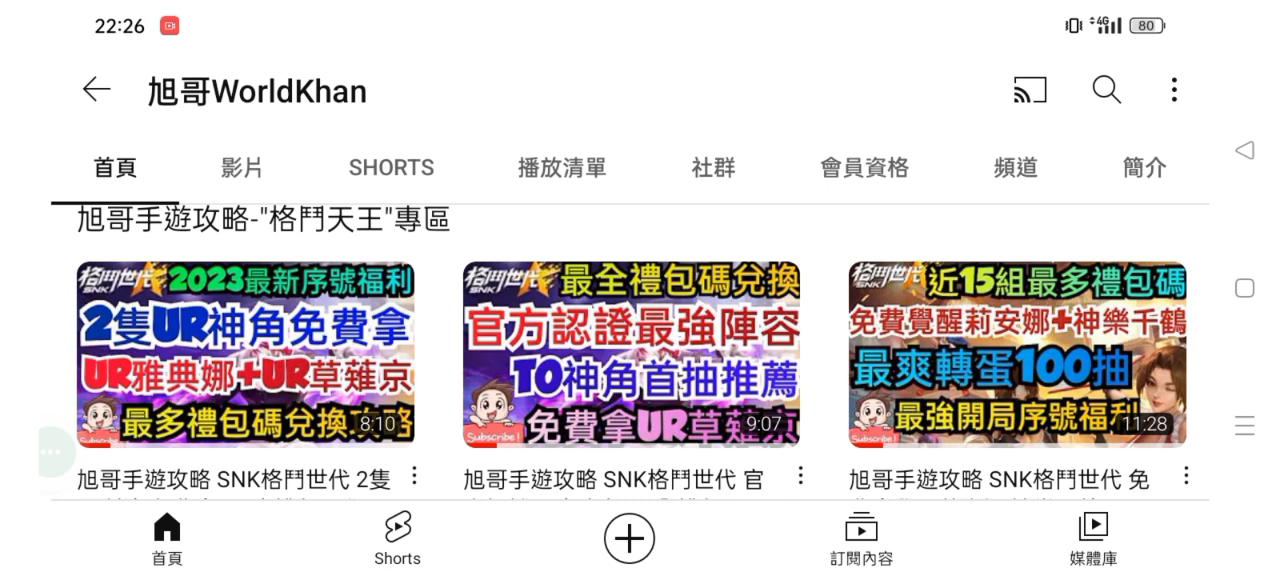 22:26
4G
80
旭哥WorldKhan
首頁 影片 SHORTS 播放清單 社群 會員資格 頻道 簡介
旭哥手遊攻略-"格鬥天王"專區
格鬥世代 SNK 2023最新序號福利
2隻UR神角免費拿
UR雅典娜+UR草薙京
最多禮包碼兌換攻略
Subscribe!
8:10
格鬥世代 SNK 最全禮包碼兌換
官方認證最強陣容
T0神角首抽推薦
免費拿UR草薙京
Subscribe!
9:07
格鬥世代 SNK 近15組最多禮包碼
免費覺醒莉安娜+神樂千鶴
最爽轉蛋100抽
最強開局序號福利
Subscribe!
11:28
旭哥手遊攻略 SNK格鬥世代 2隻
旭哥手遊攻略 SNK格鬥世代 官
旭哥手遊攻略 SNK格鬥世代 免
首頁 Shorts 訂閱內容 媒體庫